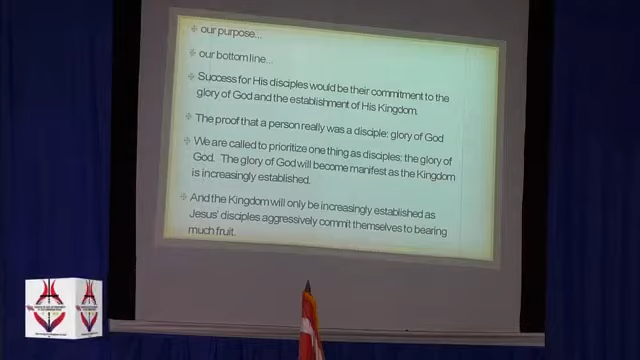 our purpose...
our bottom line...
Success for His disciples would be their commitment to the
glory of God and the establishment of His Kingdom.
The proof that a person really was a disciple: glory of God
We are called to prioritize one thing as disciples: the glory of
God. The glory of God will become manifest as the Kingdom
is increasingly established.
And the Kingdom will only be increasingly established as
Jesus' disciples aggressively commit themselves to bearing
much fruit.